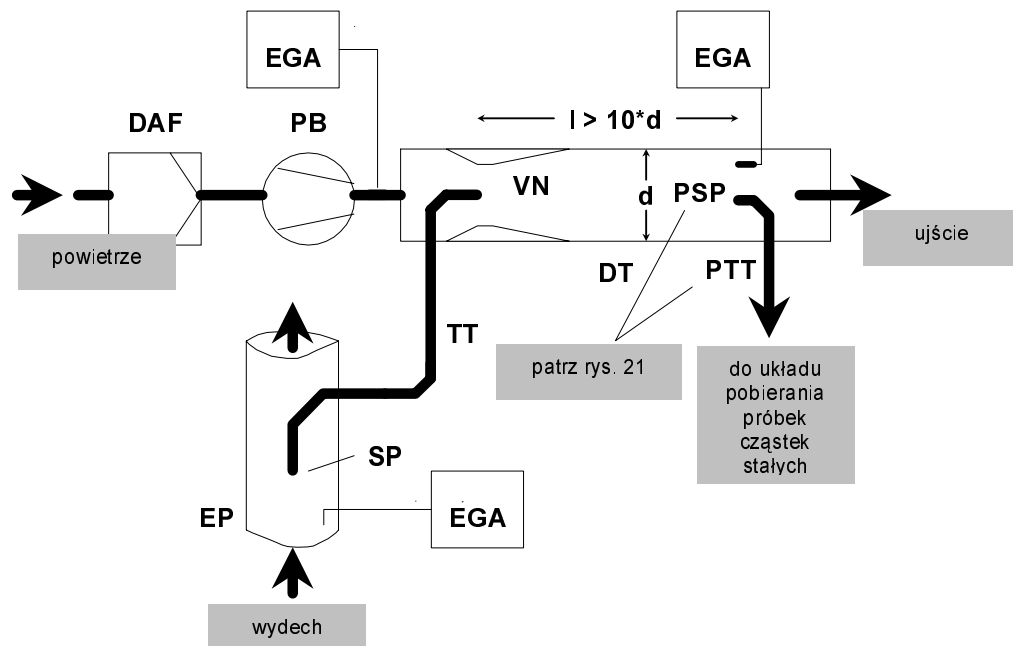 EGA
EGA
DAF
PB
l > 10*d
VN
d
PSP
powietrze
ujście
DT
PTT
TT
patrz rys. 21
do układu
pobierania
próbek
cząstek
stałych
SP
EP
EGA
wydech